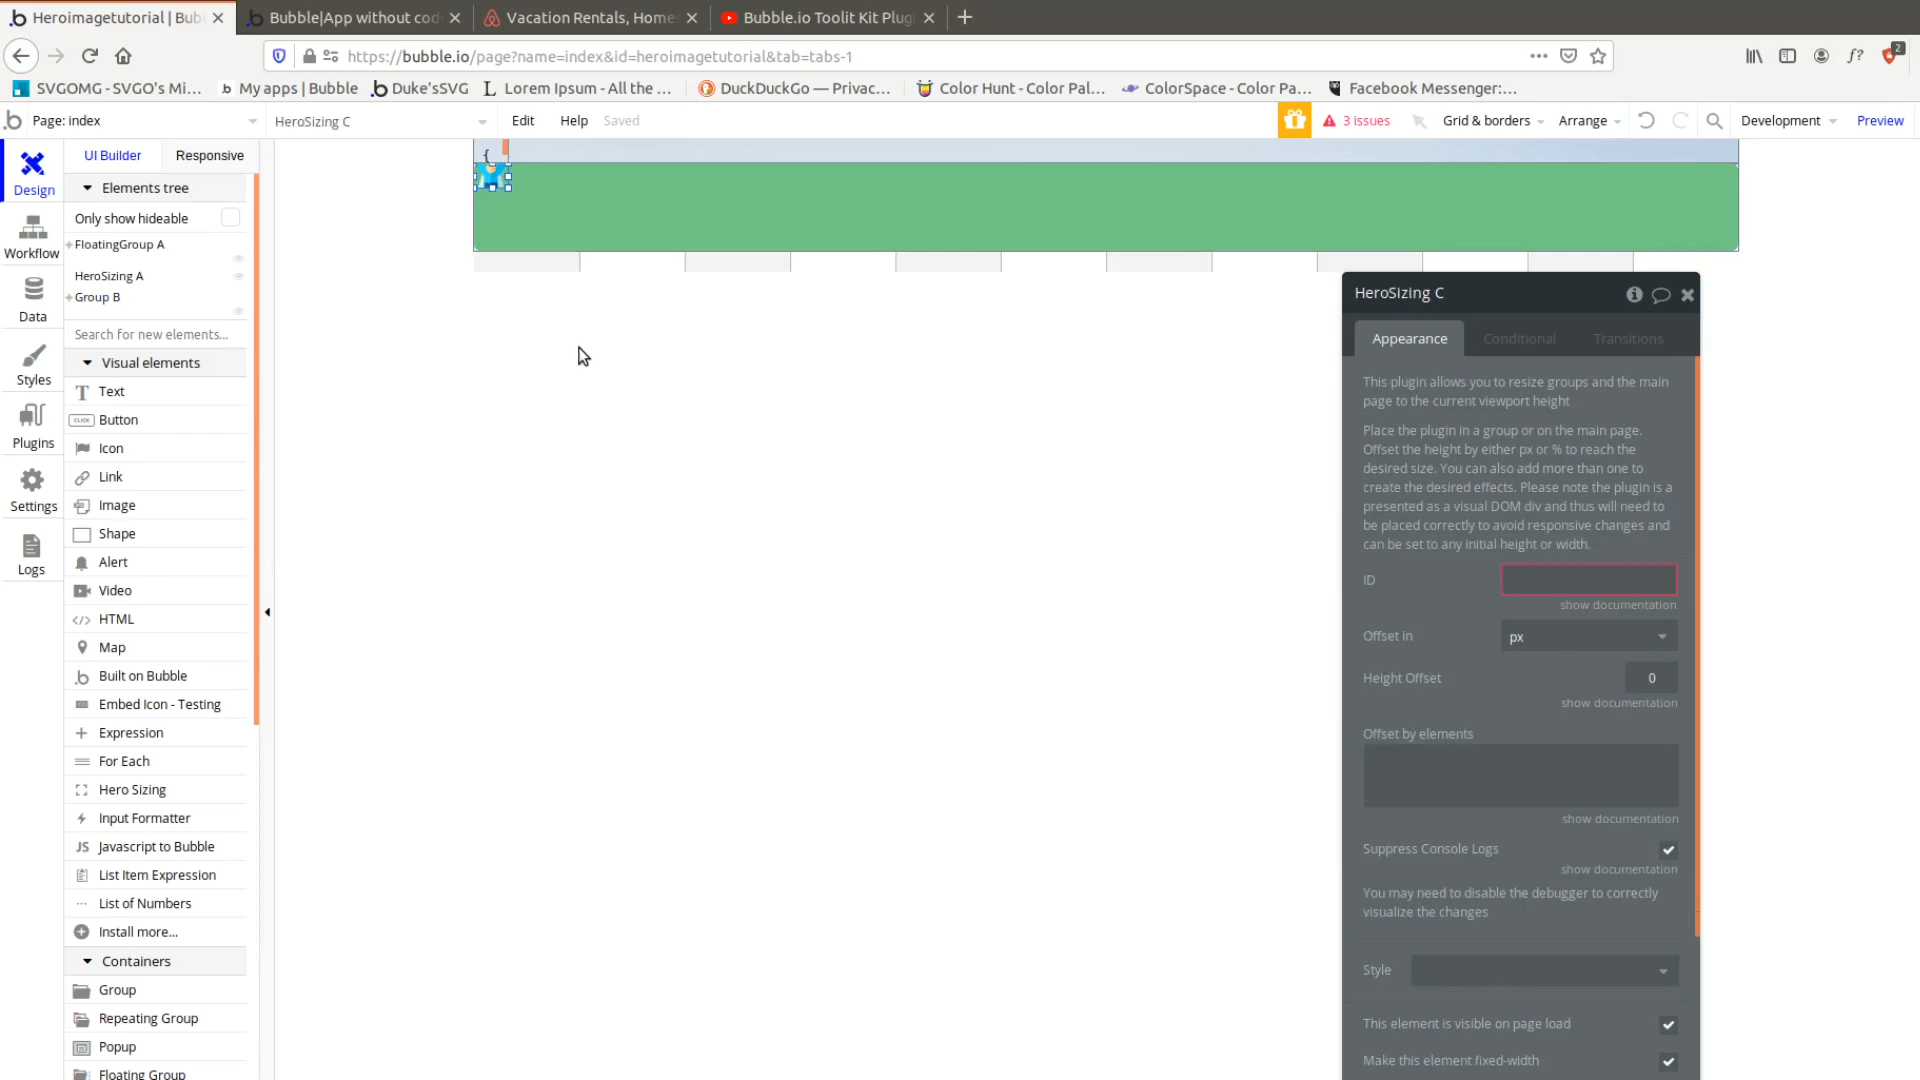 Heroimagetutorial | Bub
Bubble|App without cod
Vacation Rentals, Home
Bubble.io Toolit Kit Plug
https://bubble.io/page?name=index&id=heroimagetutorial&tab=tabs-1
2
SVGOMG - SVGO's Mi...
My apps | Bubble
Duke'sSVG
Lorem Ipsum - All the ...
DuckDuckGo — Privac...
Color Hunt - Color Pal...
ColorSpace - Color Pa...
Facebook Messenger:...
Page: index
HeroSizing C
Edit
Help
Saved
3 issues
Grid & borders
Arrange
Development
Preview
UI Builder
Responsive
Design
Workflow
Data
Styles
Plugins
Settings
Logs
Elements tree
Only show hideable
FloatingGroup A
HeroSizing A
Group B
Search for new elements...
Visual elements
Text
CLICK Button
Icon
Link
Image
Shape
Alert
Video
HTML
Map
Built on Bubble
Embed Icon - Testing
Expression
For Each
Hero Sizing
Input Formatter
JS Javascript to Bubble
List Item Expression
List of Numbers
Install more...
Containers
Group
Repeating Group
Popup
Floating Group
{
HeroSizing C
Appearance
Conditional
Transitions
This plugin allows you to resize groups and the main
page to the current viewport height
Place the plugin in a group or on the main page.
Offset the height by either px or % to reach the
desired size. You can also add more than one to
create the desired effects. Please note the plugin is a
presented as a visual DOM div and thus will need to
be placed correctly to avoid responsive changes and
can be set to any initial height or width.
ID
show documentation
Offset in
px
Height Offset
0
show documentation
Offset by elements
show documentation
Suppress Console Logs
show documentation
You may need to disable the debugger to correctly
visualize the changes
Style
This element is visible on page load
Make this element fixed-width